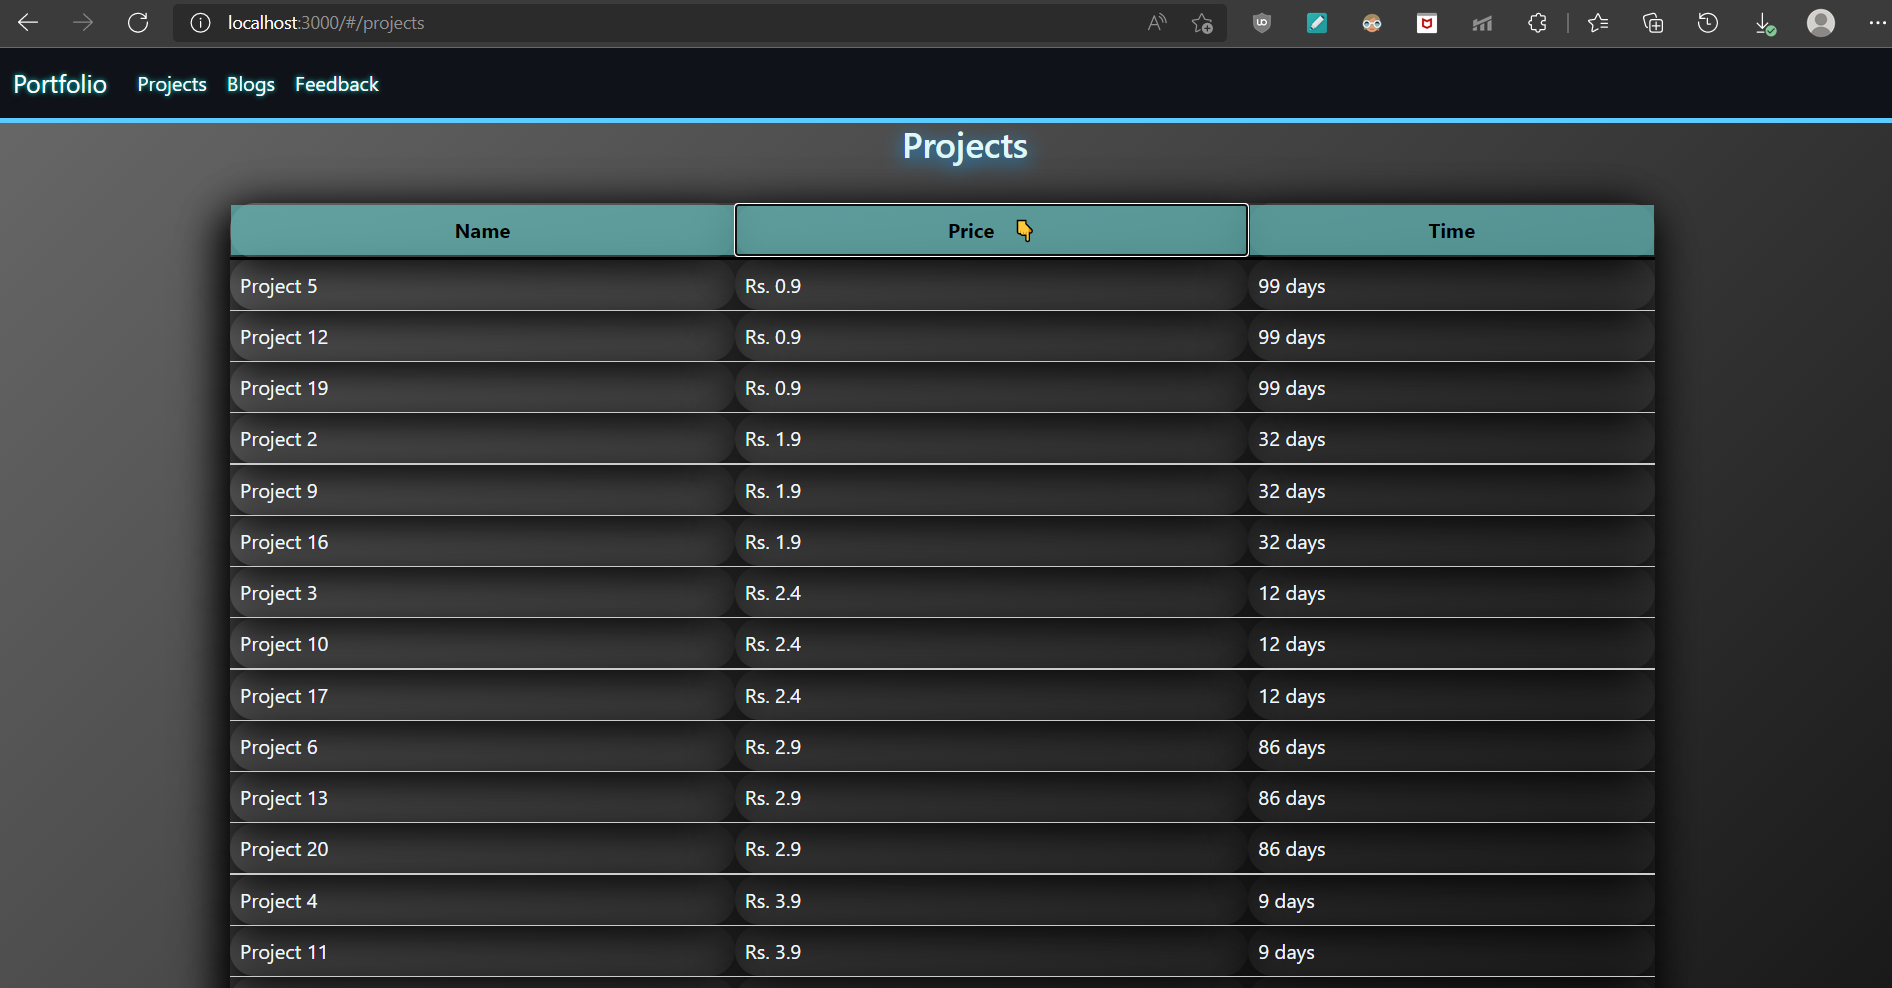 localhost:3000/#/projects
Portfolio Projects Blogs Feedback
Projects
Name Price Time
Project 5 Rs. 0.9 99 days
Project 12 Rs. 0.9 99 days
Project 19 Rs. 0.9 99 days
Project 2 Rs. 1.9 32 days
Project 9 Rs. 1.9 32 days
Project 16 Rs. 1.9 32 days
Project 3 Rs. 2.4 12 days
Project 10 Rs. 2.4 12 days
Project 17 Rs. 2.4 12 days
Project 6 Rs. 2.9 86 days
Project 13 Rs. 2.9 86 days
Project 20 Rs. 2.9 86 days
Project 4 Rs. 3.9 9 days
Project 11 Rs. 3.9 9 days